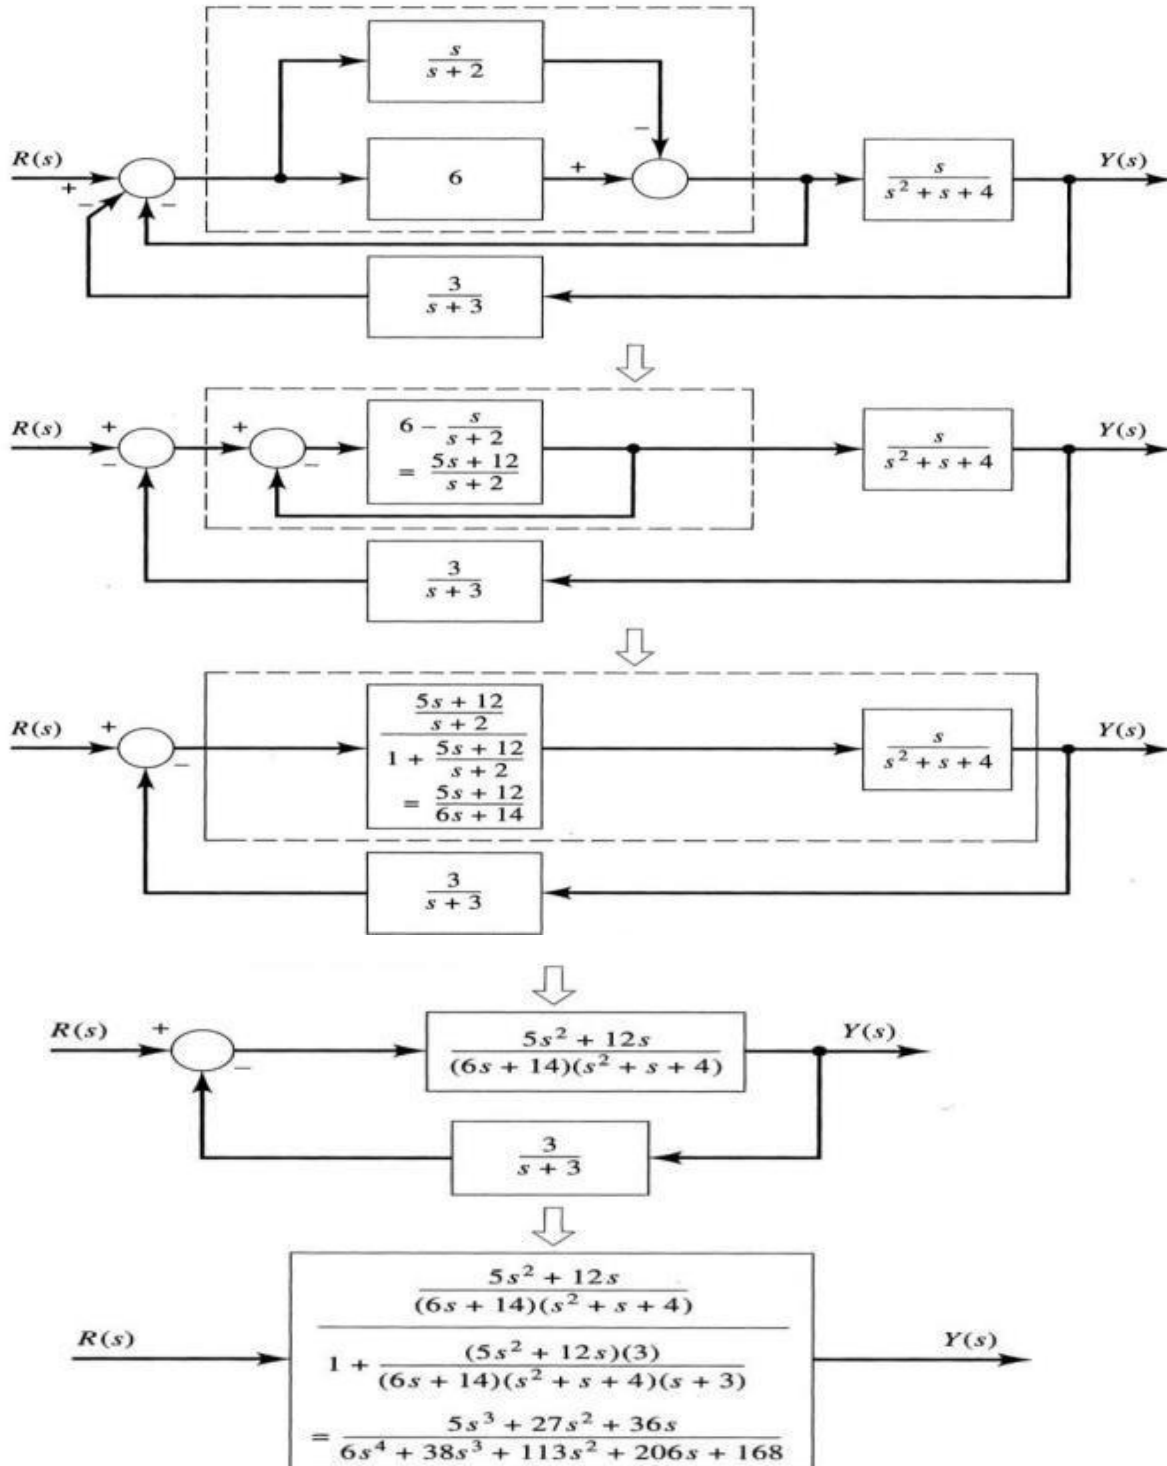 s
s + 2
−
R(s) + − − 6 + s Y(s)
s² + s + 4
3
s + 3
R(s) + − + − 6 − s s Y(s)
s + 2 s² + s + 4
= 5s + 12
s + 2
3
s + 3
R(s) + − 5s + 12 s Y(s)
s + 2 s² + s + 4
1 + 5s + 12
s + 2
= 5s + 12
6s + 14
3
s + 3
R(s) + − 5s² + 12s Y(s)
(6s + 14)(s² + s + 4)
3
s + 3
5s² + 12s
(6s + 14)(s² + s + 4)
R(s) Y(s)
1 + (5s² + 12s)(3)
(6s + 14)(s² + s + 4)(s + 3)
= 5s³ + 27s² + 36s
6s⁴ + 38s³ + 113s² + 206s + 168